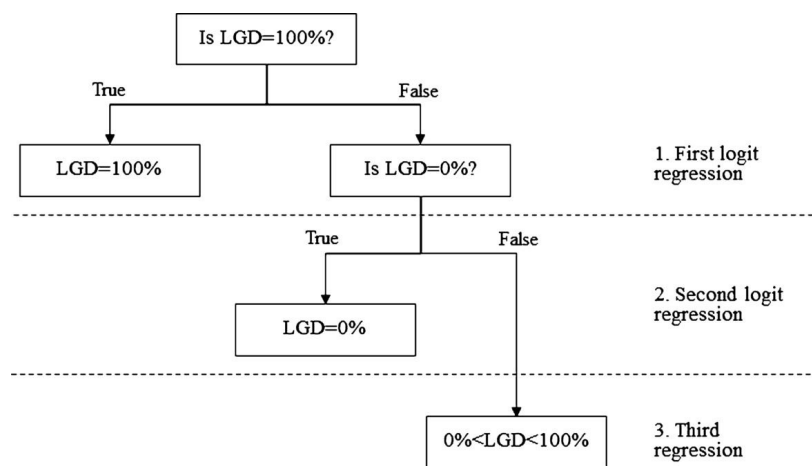 Is LGD=100%?
True
False
LGD=100%
Is LGD=0%?
1. First logit
regression
True
False
LGD=0%
2. Second logit
regression
0%<LGD<100%
3. Third
regression